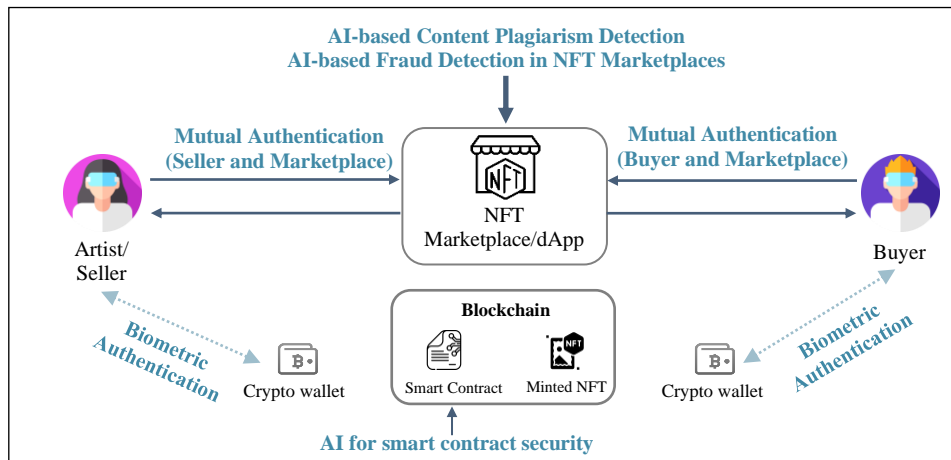 AI-based Content Plagiarism Detection
AI-based Fraud Detection in NFT Marketplaces
Mutual Authentication
(Seller and Marketplace)
Mutual Authentication
(Buyer and Marketplace)
NFT
NFT
Marketplace/dApp
Artist/
Seller
Buyer
Blockchain
NFT
Smart Contract
Minted NFT
Biometric
Authentication
Crypto wallet
Biometric
Authentication
Crypto wallet
AI for smart contract security